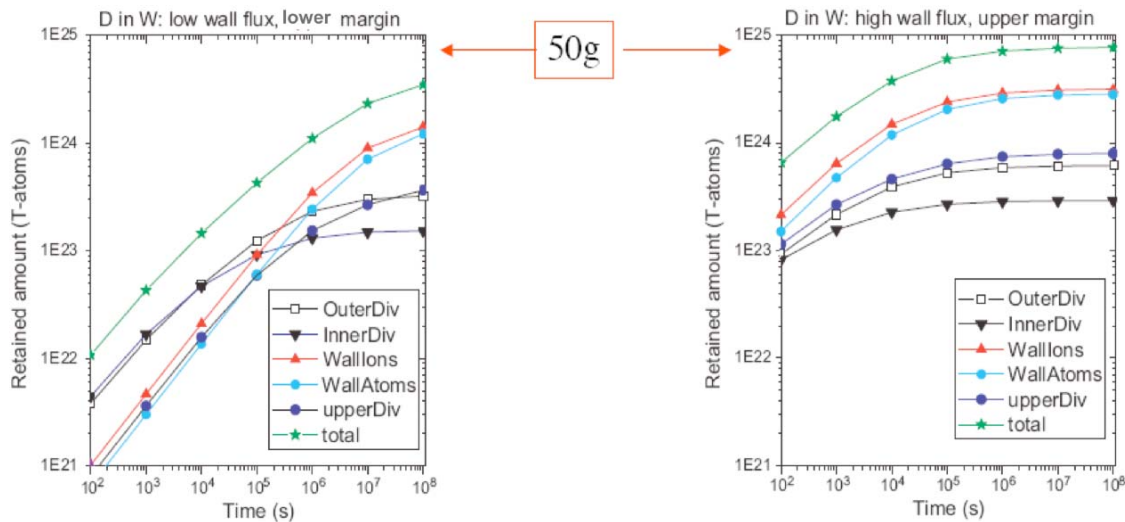 D in W: low wall flux, lower margin
1E25
1E24
1E23
1E22
1E21
Retained amount (T-atoms)
OuterDiv
InnerDiv
WallIons
WallAtoms
upperDiv
total
10² 10³ 10⁴ 10⁵ 10⁶ 10⁷ 10⁸
Time (s)
50g
D in W: high wall flux, upper margin
1E25
1E24
1E23
1E22
1E21
Retained amount (T-atoms)
OuterDiv
InnerDiv
WallIons
WallAtoms
upperDiv
total
10² 10³ 10⁴ 10⁵ 10⁶ 10⁷ 10⁸
Time (s)